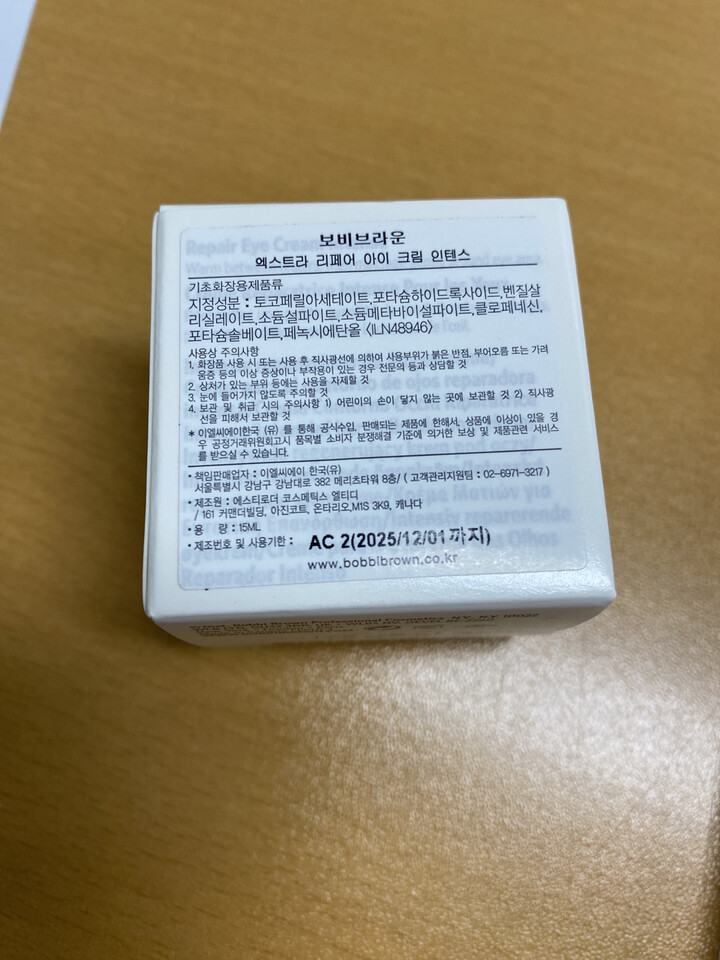 보비브라운
엑스트라 리페어 아이 크림 인텐스
기초화장용제품류
지정성분 : 토코페릴아세테이트,포타슘하이드록사이드,벤질살
리실레이트,소듐설파이트,소듐메타바이설파이트,클로페네신,
포타슘솔베이트,페녹시에탄올 〈ILN48946〉
사용상 주의사항
1. 화장품 사용 시 또는 사용 후 직사광선에 의하여 사용부위가 붉은 반점, 부어오름 또는 가려
움증 등의 이상 증상이나 부작용이 있는 경우 전문의 등과 상담할 것
2. 상처가 있는 부위 등에는 사용을 자제할 것
3. 눈에 들어가지 않도록 주의할 것
4. 보관 및 취급 시의 주의사항 1) 어린이의 손이 닿지 않는 곳에 보관할 것 2) 직사광
선을 피해서 보관할 것
* 이엘씨에이한국 (유) 를 통해 공식수입, 판매되는 제품에 한해서, 상품에 이상이 있을 경
우 공정거래위원회고시 품목별 소비자 분쟁해결 기준에 의거한 보상 및 제품관련 서비스
를 받으실 수 있습니다.
• 책임판매업자 : 이엘씨에이 한국(유)
서울특별시 강남구 강남대로 382 메리츠타워 8층/ ( 고객관리지원팀 : 02-6971-3217 )
• 제조원 : 에스티로더 코스메틱스 엘티디
/ 161 커맨더빌딩, 아진코트, 온타리오,M1S 3K9, 캐나다
• 용 량 : 15ML
• 제조번호 및 사용기한 : AC 2(2025/12/01까지)
www.bobbibrown.co.kr
Repair Eye Cream
Reparador Intenso